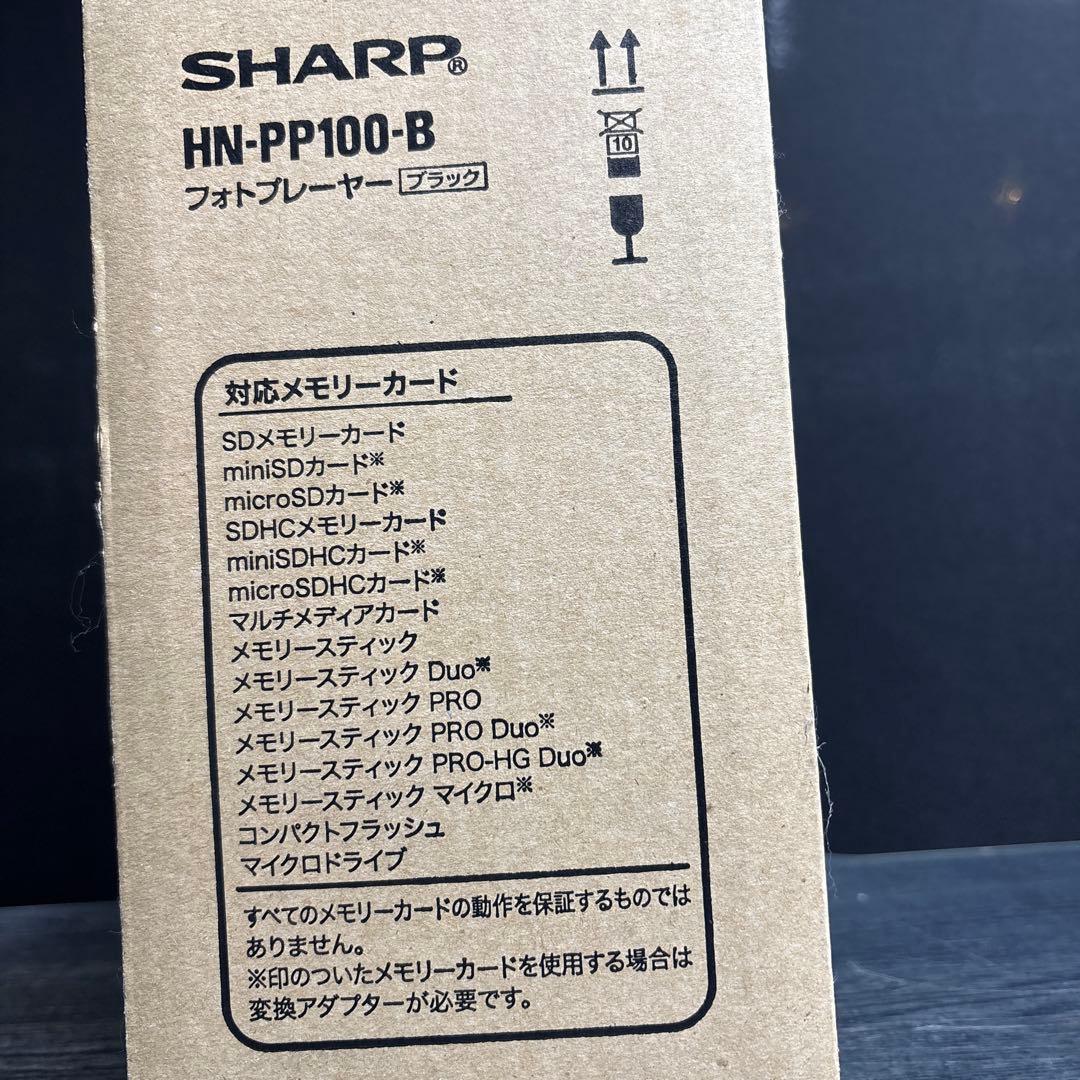 SHARP®
HN-PP100-B
フォトプレーヤー ブラック
10
対応メモリーカード
SDメモリーカード
miniSDカード※
microSDカード※
SDHCメモリーカード
miniSDHCカード※
microSDHCカード※
マルチメディアカード
メモリースティック
メモリースティック Duo※
メモリースティック PRO
メモリースティック PRO Duo※
メモリースティック PRO-HG Duo※
メモリースティック マイクロ※
コンパクトフラッシュ
マイクロドライブ
すべてのメモリーカードの動作を保証するものでは
ありません。
※印のついたメモリーカードを使用する場合は
変換アダプターが必要です。